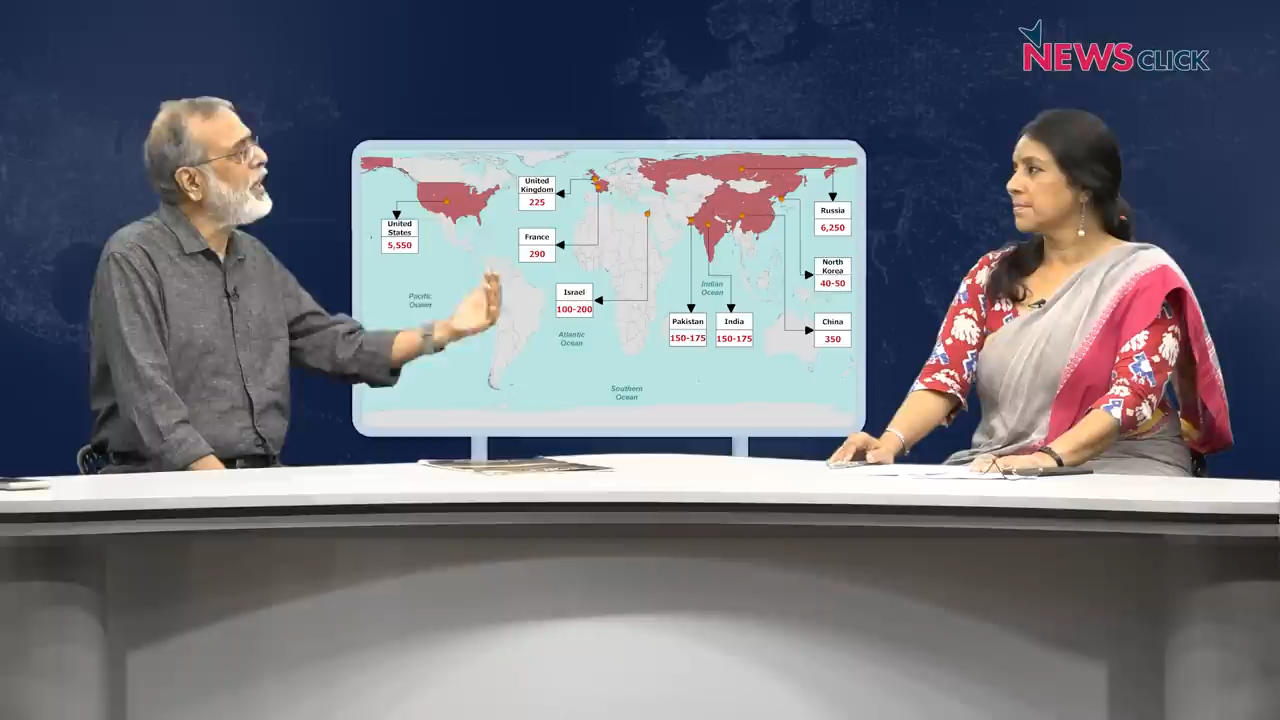 NEWSCLICK
United
Kingdom
225
United
States
5,550
France
290
Israel
100-200
Pakistan
150-175
India
150-175
Russia
6,250
North
Korea
40-50
China
350
Pacific
Ocean
Atlantic
Ocean
Indian
Ocean
Southern
Ocean